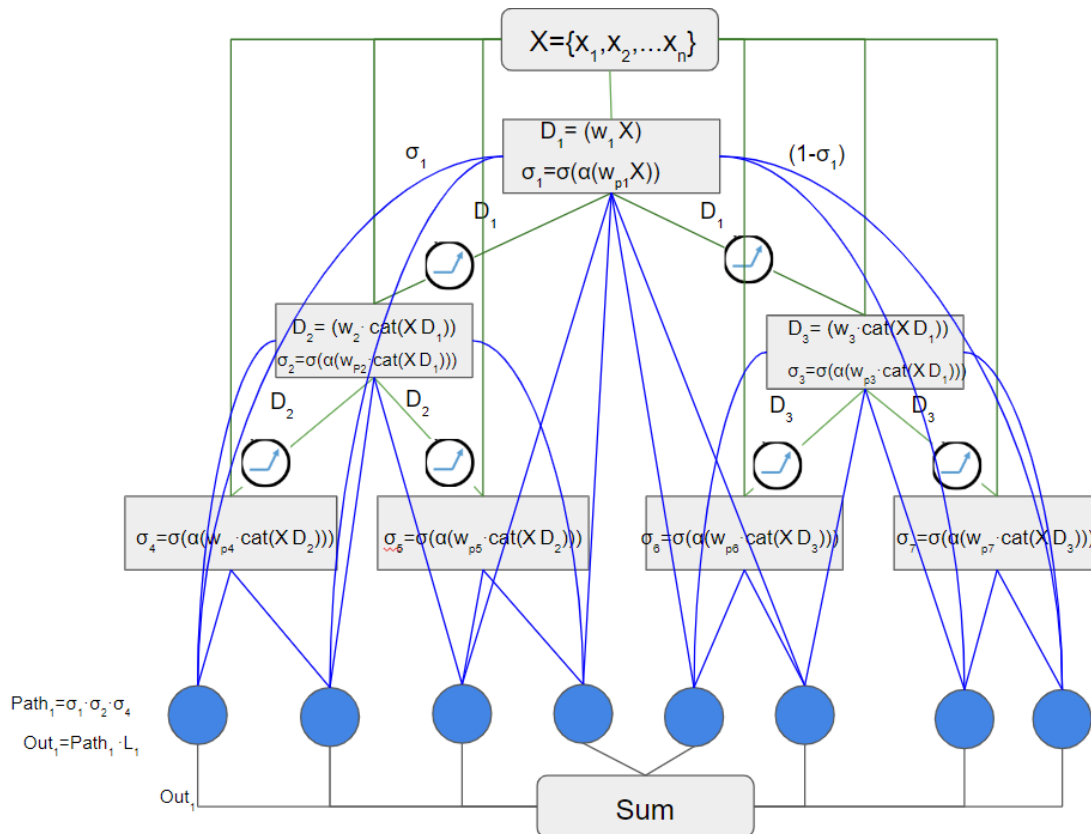 X={x₁,x₂,...xₙ}
D₁= (w₁ X)
σ₁=σ(α(wₚ₁X))
σ₁
(1-σ₁)
D₁
D₁
D₂= (w₂· cat(X D₁))
σ₂=σ(α(w_P2· cat(X D₁)))
D₃= (w₃ ·cat(X D₁))
σ₃=σ(α(wₚ₃ ·cat(X D₁)))
D₂
D₂
D₃
D₃
σ₄=σ(α(wₚ₄·cat(X D₂)))
σ₅=σ(α(wₚ₅·cat(X D₂)))
σ₆=σ(α(wₚ₆·cat(X D₃)))
σ₇=σ(α(wₚ₇·cat(X D₃)))
Path₁=σ₁·σ₂·σ₄
Out₁=Path₁ ·L₁
Out₁
Sum